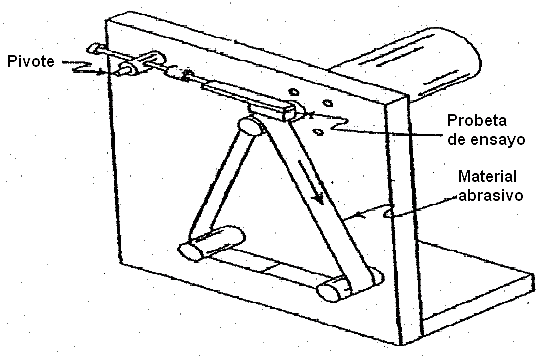 Pivote
Probeta
de ensayo
Material
abrasivo